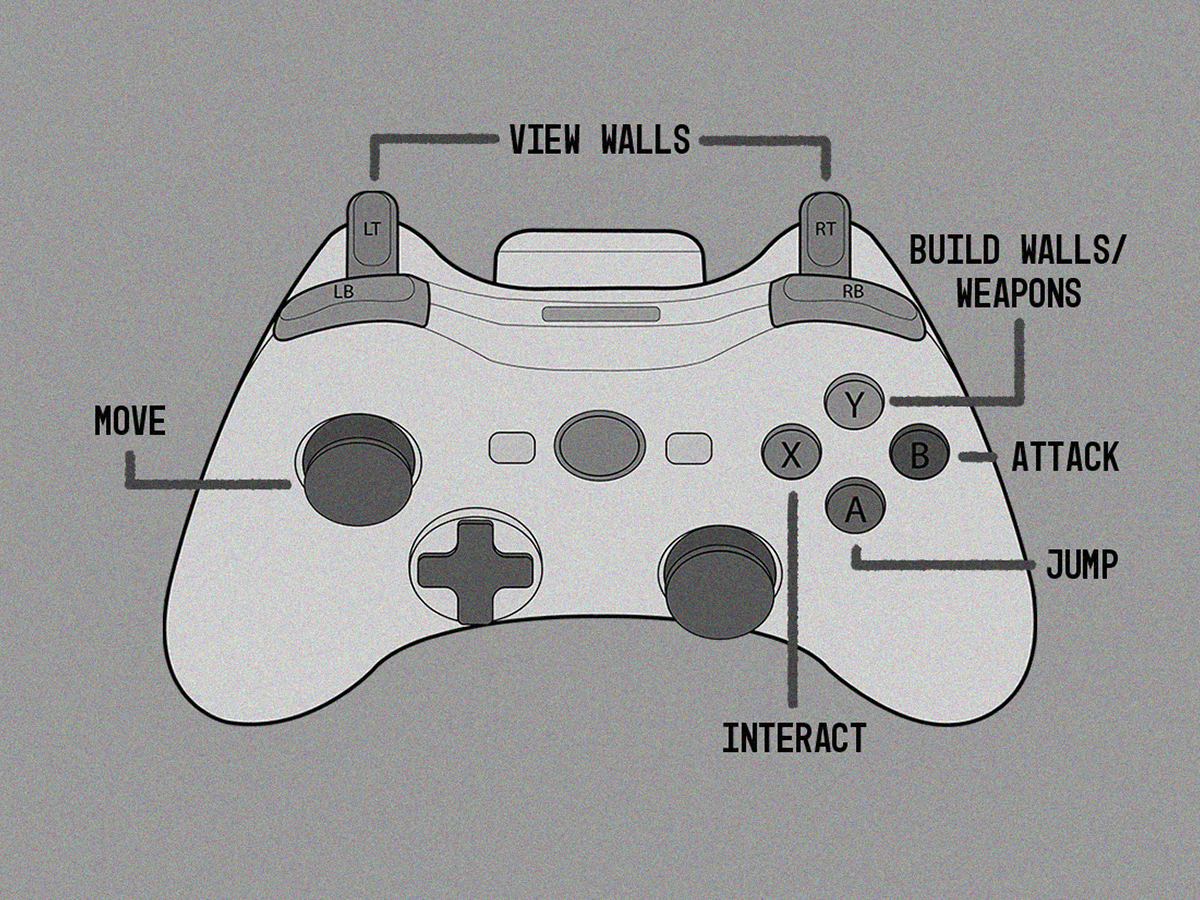 VIEW WALLS
LT
RT
BUILD WALLS/
WEAPONS
LB
RB
MOVE
Y
X
B
ATTACK
A
JUMP
INTERACT